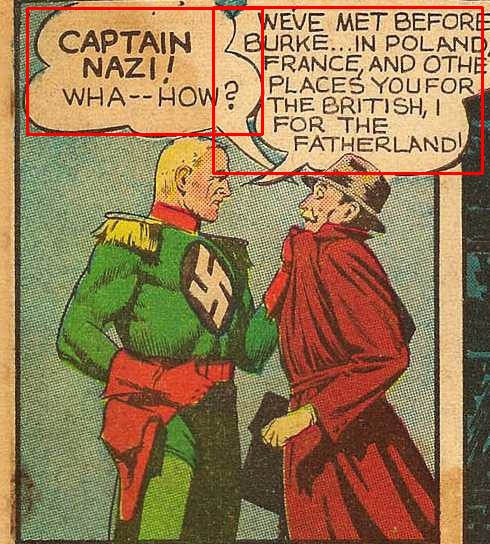 CAPTAIN
NAZI!
WHA--HOW?
WE'VE MET BEFORE
BURKE...IN POLAND,
FRANCE, AND OTHE
PLACES YOU FOR
THE BRITISH, I
FOR THE
FATHERLAND!